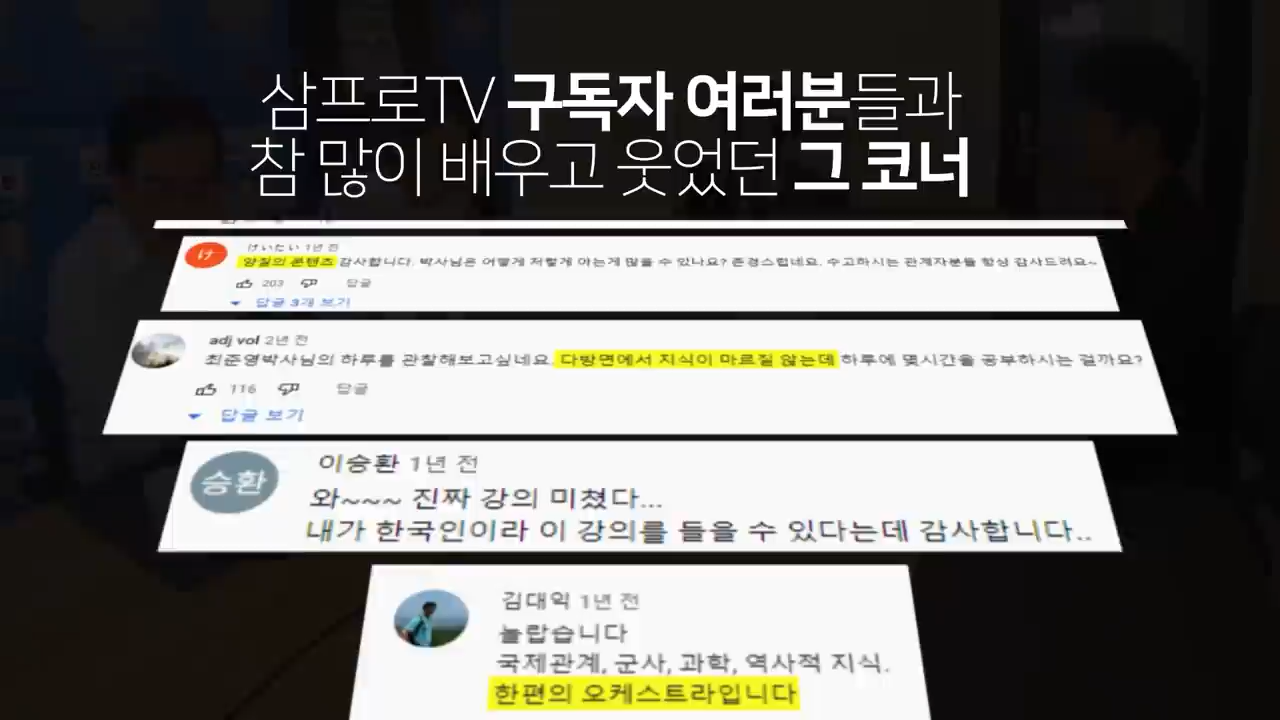 삼프로TV 구독자 여러분들과
참 많이 배우고 웃었던 그 코너
け
けいたい 1년 전
양질의 콘텐츠 감사합니다. 박사님은 어떻게 저렇게 아는게 많을 수 있나요? 존경스럽네요. 수고하시는 관계자분들 항상 감사드려요~
203 답글
답글 3개 보기
adj vol 2년 전
최준영박사님의 하루를 관찰해보고싶네요. 다방면에서 지식이 마르질 않는데 하루에 몇시간을 공부하시는 걸까요?
116 답글
답글 보기
승환
이승환 1년 전
와~~~ 진짜 강의 미쳤다...
내가 한국인이라 이 강의를 들을 수 있다는데 감사합니다..
김대익 1년 전
놀랍습니다
국제관계, 군사, 과학, 역사적 지식.
한편의 오케스트라입니다